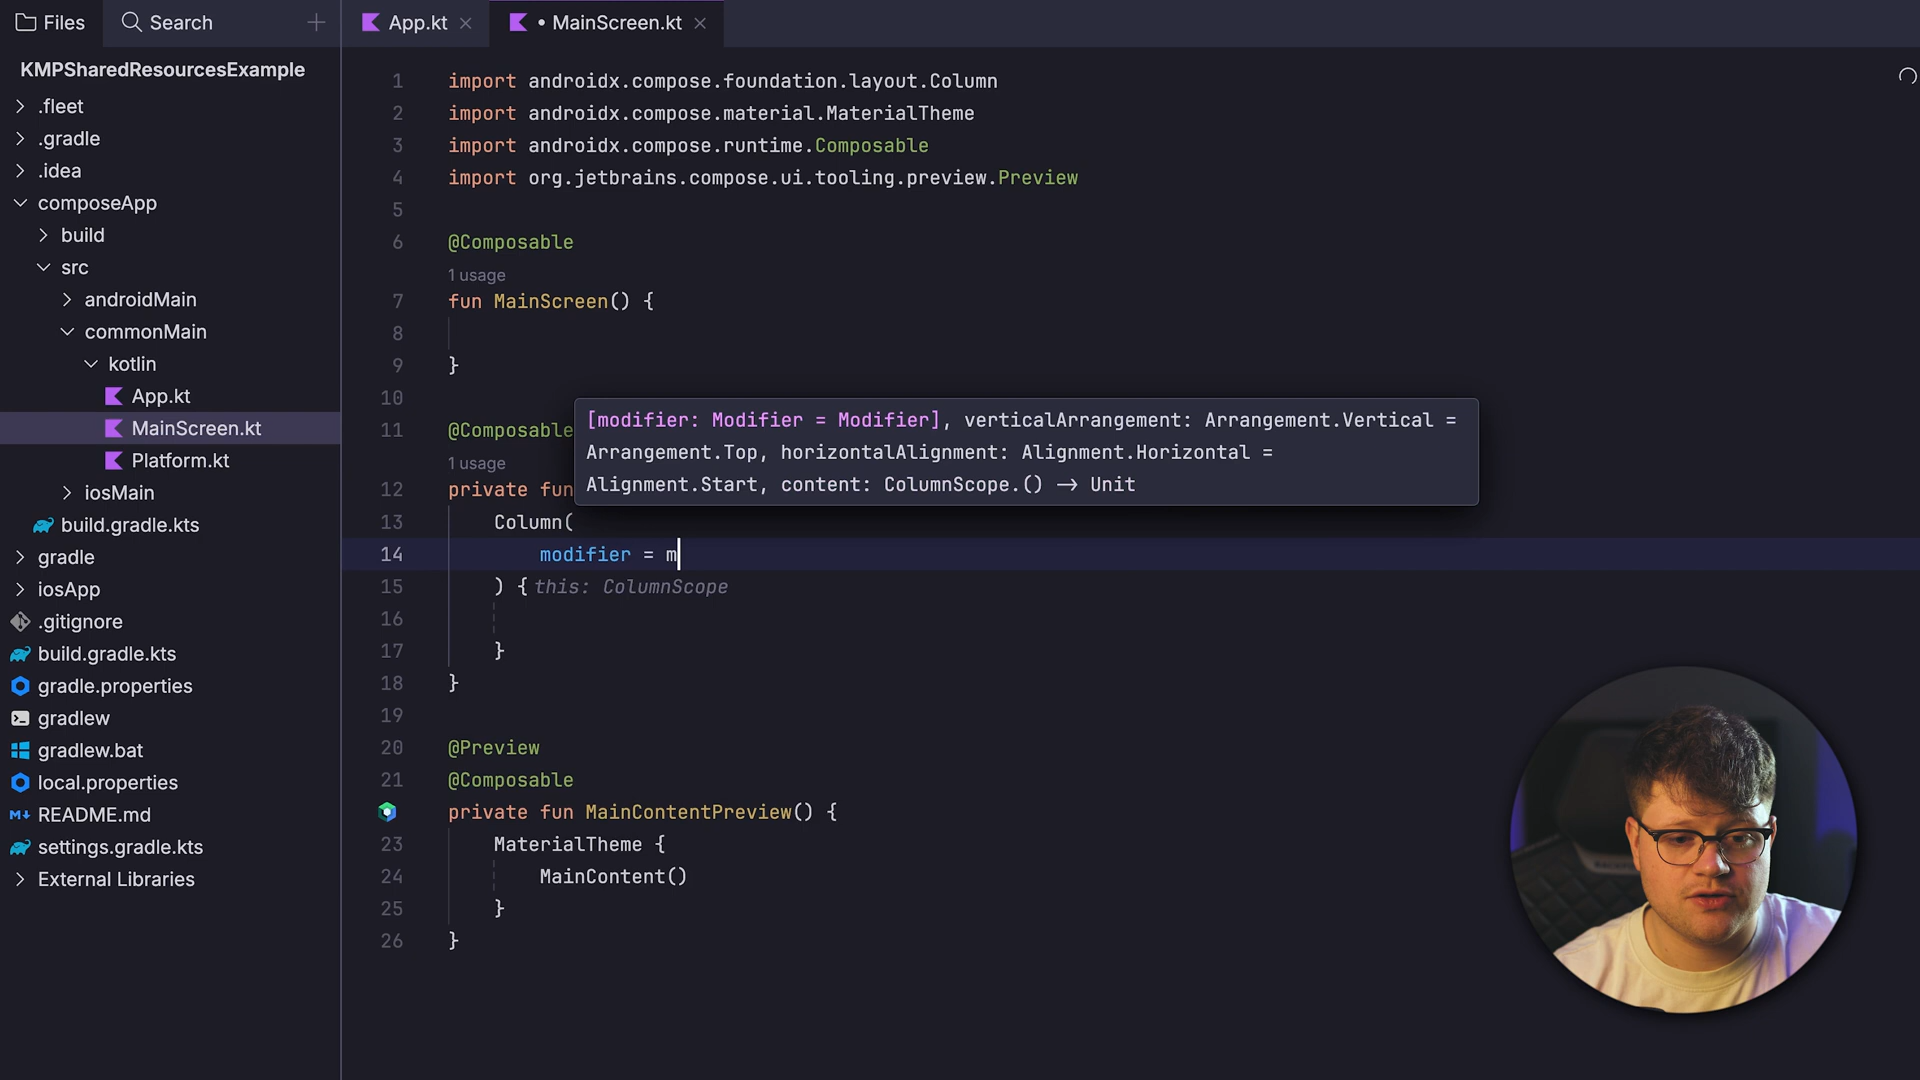 Files
Search
App.kt
• MainScreen.kt
KMPSharedResourcesExample
.fleet
.gradle
.idea
composeApp
build
src
androidMain
commonMain
kotlin
App.kt
MainScreen.kt
Platform.kt
iosMain
build.gradle.kts
gradle
iosApp
.gitignore
build.gradle.kts
gradle.properties
gradlew
gradlew.bat
local.properties
M↓ README.md
settings.gradle.kts
External Libraries
1 import androidx.compose.foundation.layout.Column
2 import androidx.compose.material.MaterialTheme
3 import androidx.compose.runtime.Composable
4 import org.jetbrains.compose.ui.tooling.preview.Preview
5
6 @Composable
1 usage
7 fun MainScreen() {
8
9 }
10
[modifier: Modifier = Modifier], verticalArrangement: Arrangement.Vertical =
Arrangement.Top, horizontalAlignment: Alignment.Horizontal =
Alignment.Start, content: ColumnScope.() → Unit
11 @Composable
1 usage
12 private fun
13 Column(
14 modifier = m
15 ) { this: ColumnScope
16
17 }
18 }
19
20 @Preview
21 @Composable
private fun MainContentPreview() {
23 MaterialTheme {
24 MainContent()
25 }
26 }